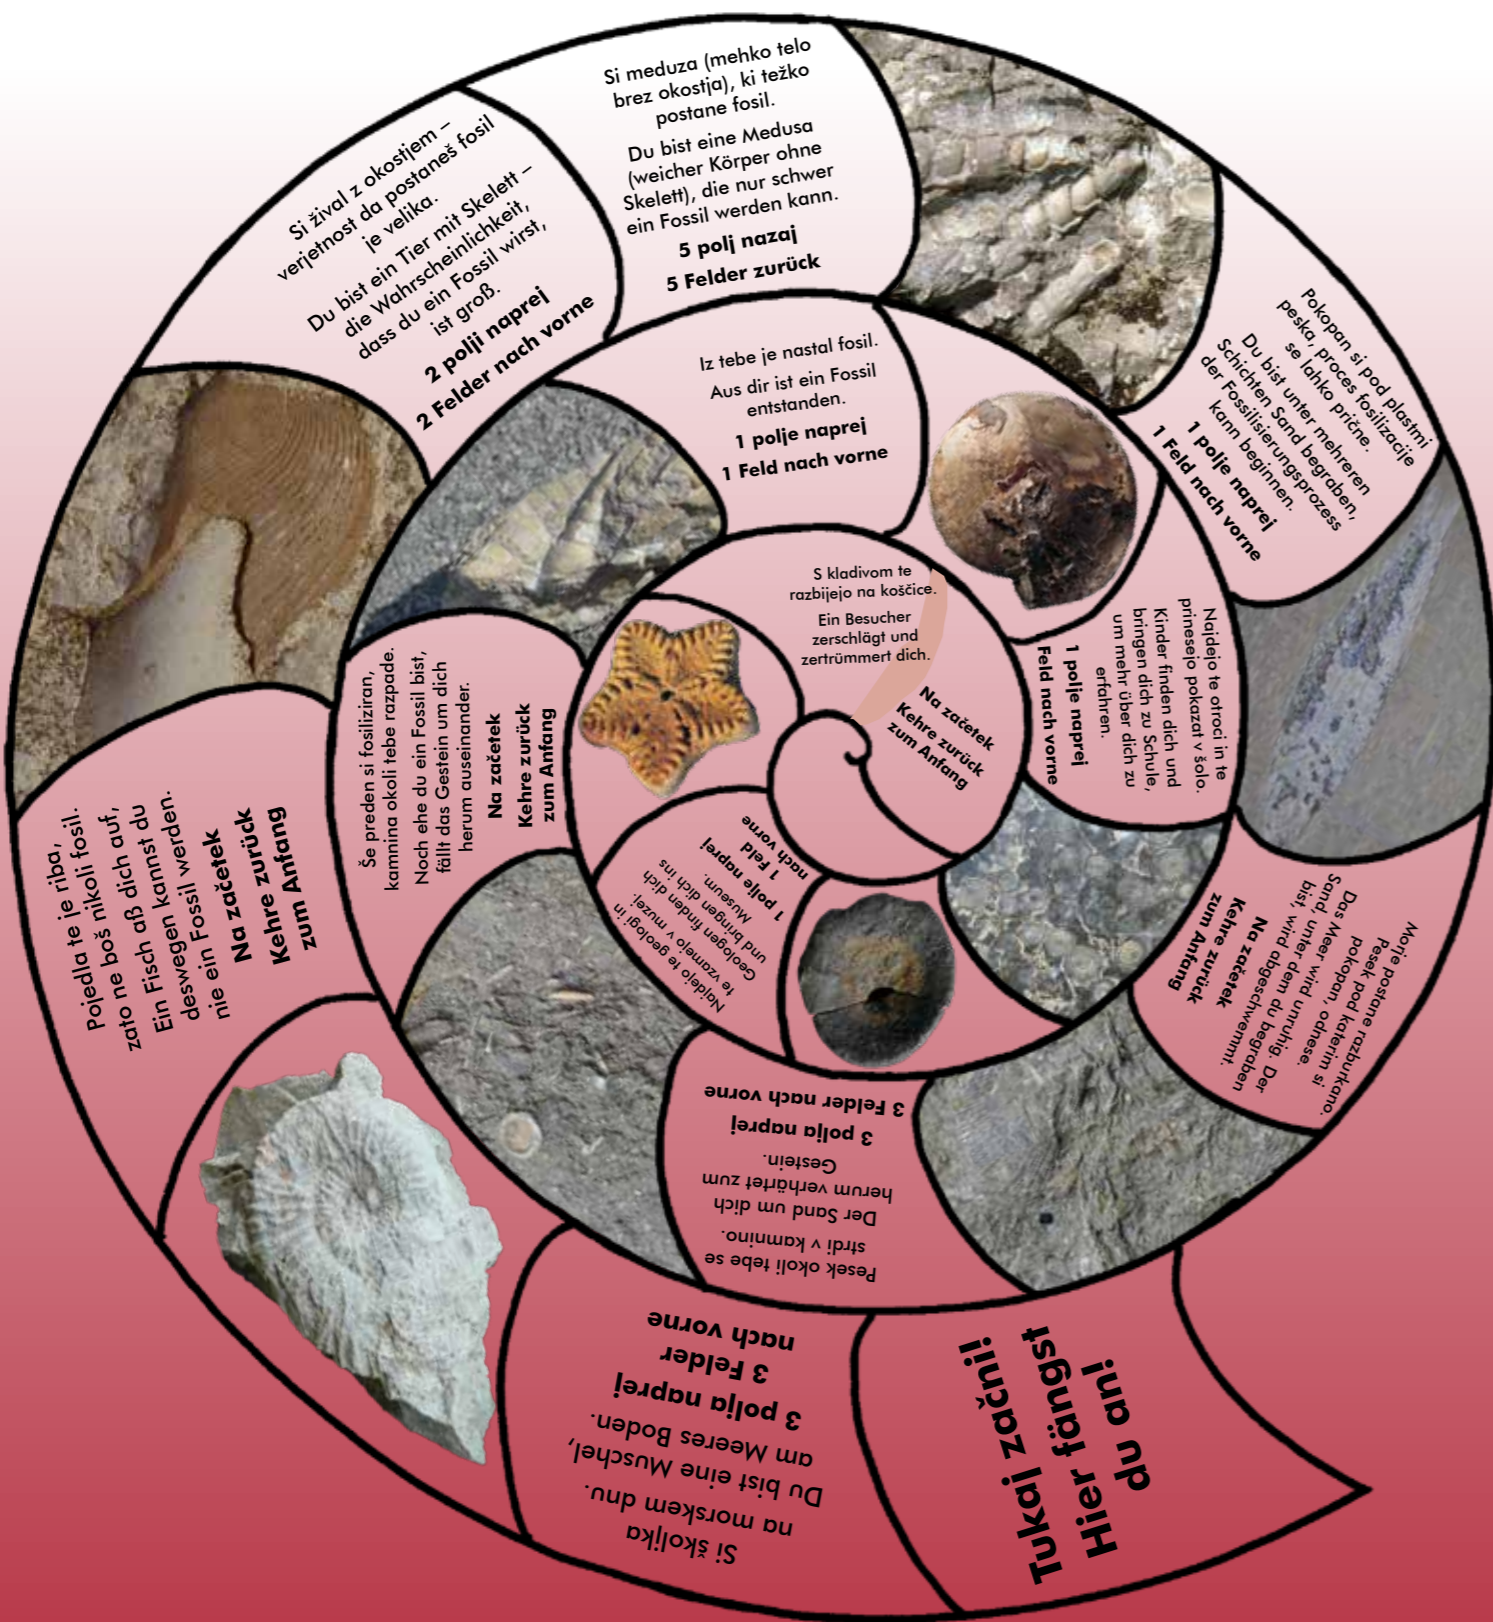 Tukaj začni!
Hier fängst
du an!
Si školjka
na morskem dnu.
Du bist eine Muschel,
am Meeres Boden.
3 polja naprej
3 Felder
nach vorne
Pojedla te je riba,
zato ne boš nikoli fosil.
Ein Fisch aß dich auf,
deswegen kannst du
nie ein Fossil werden.
Na začetek
Kehre zurück
zum Anfang
Si žival z okostjem –
verjetnost da postaneš fosil
je velika.
Du bist ein Tier mit Skelett –
die Wahrscheinlichkeit,
dass du ein Fossil wirst,
ist groß.
2 polji naprej
2 Felder nach vorne
Si meduza (mehko telo
brez okostja), ki težko
postane fosil.
Du bist eine Medusa
(weicher Körper ohne
Skelett), die nur schwer
ein Fossil werden kann.
5 polj nazaj
5 Felder zurück
Pokopan si pod plastmi
peska, proces fosilizacije
se lahko prične.
Du bist unter mehreren
Schichten Sand begraben,
der Fossilisierungsprozess
kann beginnen.
1 polje naprej
1 Feld nach vorne
Morje postane razburkano.
Pesek pod katerim si
pokopan, odnese.
Das Meer wird unruhig. Der
Sand, unter dem du begraben
bist, wird abgeschwemmt.
Na začetek
Kehre zurück
zum Anfang
Pesek okoli tebe se
strdi v kamnino.
Der Sand um dich
herum verhärtet zum
Gestein.
3 polja naprej
3 Felder nach vorne
Še preden si fosiliziran,
kamnina okoli tebe razpade.
Noch ehe du ein Fossil bist,
fällt das Gestein um dich
herum auseinander.
Na začetek
Kehre zurück
zum Anfang
Iz tebe je nastal fosil.
Aus dir ist ein Fossil
entstanden.
1 polje naprej
1 Feld nach vorne
Najdejo te otroci in te
prinesejo pokazat v šolo.
Kinder finden dich und
bringen dich zu Schule,
um mehr über dich zu
erfahren.
1 polje naprej
Feld nach vorne
Najdejo te geologi in
te vzamejo v muzej.
Geologen finden dich
und bringen dich ins
Museum.
1 polje naprej
1 Feld
nach vorne
S kladivom te
razbijejo na koščice.
Ein Besucher
zerschlägt und
zertrümmert dich.
Na začetek
Kehre zurück
zum Anfang